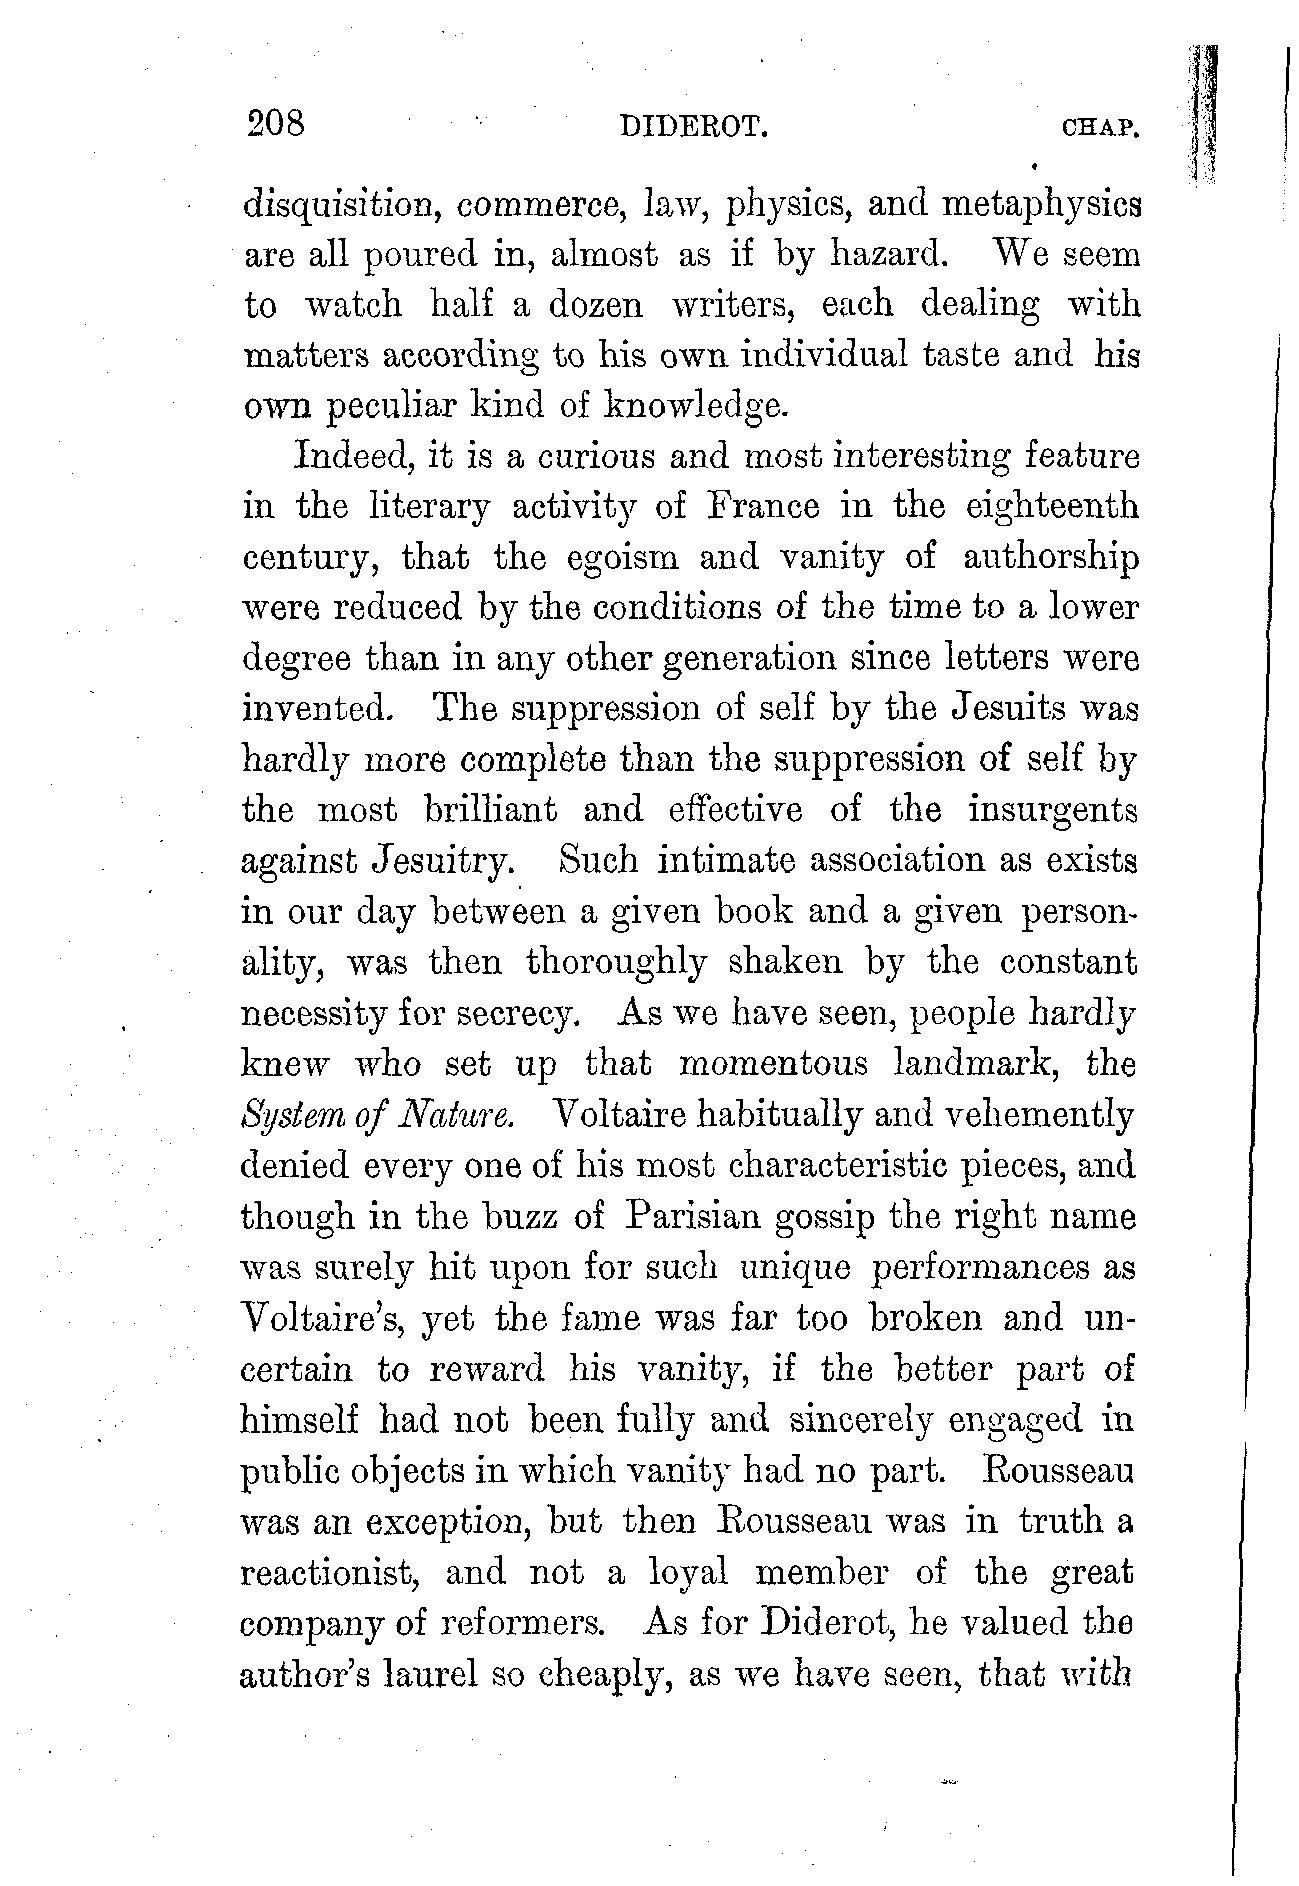 208 DIDEROT. CHAP.
disquisition, commerce, law, physics, and metaphysics
are all poured in, almost as if by hazard. We seem
to watch half a dozen writers, each dealing with
matters according to his own individual taste and his
own peculiar kind of knowledge.
Indeed, it is a curious and most interesting feature
in the literary activity of France in the eighteenth
century, that the egoism and vanity of authorship
were reduced by the conditions of the time to a lower
degree than in any other generation since letters were
invented. The suppression of self by the Jesuits was
hardly more complete than the suppression of self by
the most brilliant and effective of the insurgents
against Jesuitry. Such intimate association as exists
in our day between a given book and a given person-
ality, was then thoroughly shaken by the constant
necessity for secrecy. As we have seen, people hardly
knew who set up that momentous landmark, the
System of Nature. Voltaire habitually and vehemently
denied every one of his most characteristic pieces, and
though in the buzz of Parisian gossip the right name
was surely hit upon for such unique performances as
Voltaire's, yet the fame was far too broken and un-
certain to reward his vanity, if the better part of
himself had not been fully and sincerely engaged in
public objects in which vanity had no part. Rousseau
was an exception, but then Rousseau was in truth a
reactionist, and not a loyal member of the great
company of reformers. As for Diderot, he valued the
author's laurel so cheaply, as we have seen, that with